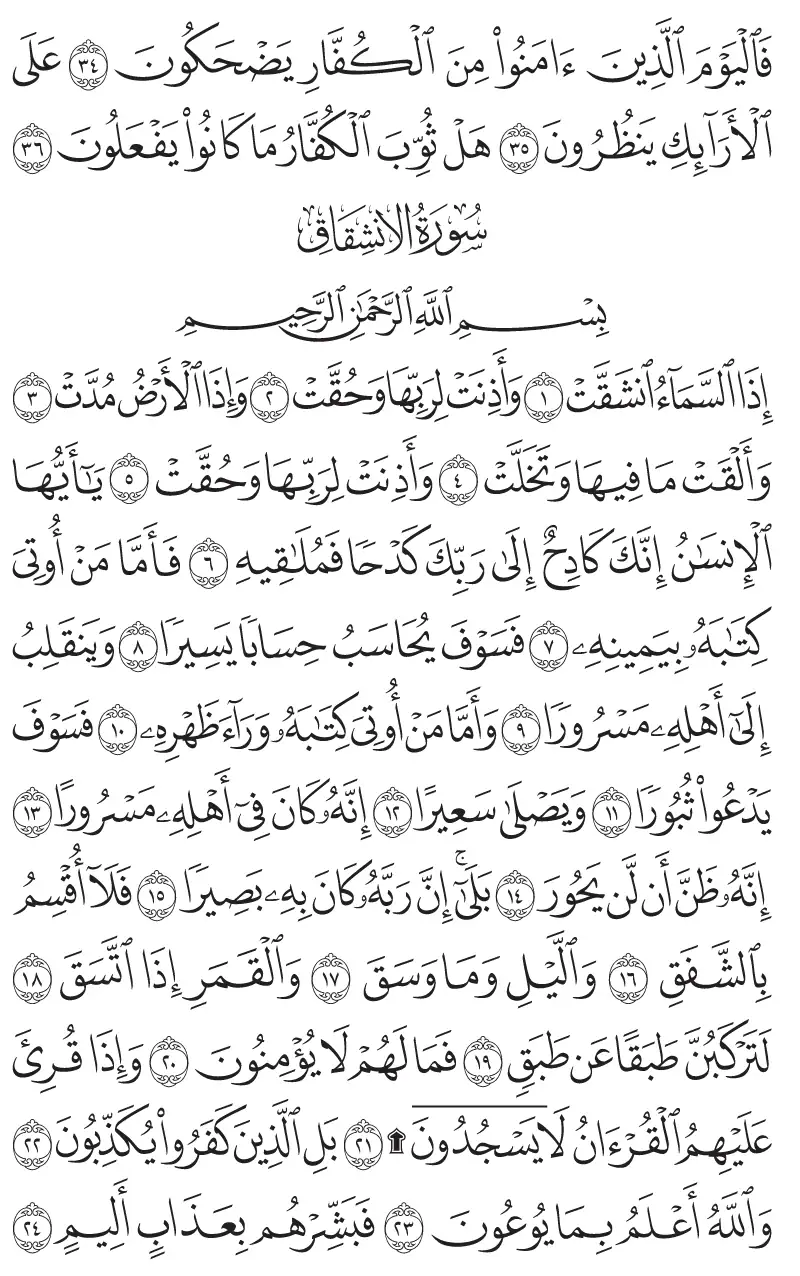 فَٱلۡيَوۡمَ ٱلَّذِينَ ءَامَنُواْ مِنَ ٱلۡكُفَّارِ يَضۡحَكُونَ ٣٤ عَلَى
ٱلۡأَرَآئِكِ يَنظُرُونَ ٣٥ هَلۡ ثُوِّبَ ٱلۡكُفَّارُ مَا كَانُواْ يَفۡعَلُونَ ٣٦
سُورَةُ الانشِقَاقِ
بِسۡمِ ٱللَّهِ ٱلرَّحۡمَٰنِ ٱلرَّحِيمِ
إِذَا ٱلسَّمَآءُ ٱنشَقَّتۡ ١ وَأَذِنَتۡ لِرَبِّهَا وَحُقَّتۡ ٢ وَإِذَا ٱلۡأَرۡضُ مُدَّتۡ ٣
وَأَلۡقَتۡ مَا فِيهَا وَتَخَلَّتۡ ٤ وَأَذِنَتۡ لِرَبِّهَا وَحُقَّتۡ ٥ يَٰٓأَيُّهَا
ٱلۡإِنسَٰنُ إِنَّكَ كَادِحٌ إِلَىٰ رَبِّكَ كَدۡحٗا فَمُلَٰقِيهِ ٦ فَأَمَّا مَنۡ أُوتِيَ
كِتَٰبَهُۥ بِيَمِينِهِۦ ٧ فَسَوۡفَ يُحَاسَبُ حِسَابٗا يَسِيرٗا ٨ وَيَنقَلِبُ
إِلَىٰٓ أَهۡلِهِۦ مَسۡرُورٗا ٩ وَأَمَّا مَنۡ أُوتِيَ كِتَٰبَهُۥ وَرَآءَ ظَهۡرِهِۦ ١٠ فَسَوۡفَ
يَدۡعُواْ ثُبُورٗا ١١ وَيَصۡلَىٰ سَعِيرًا ١٢ إِنَّهُۥ كَانَ فِيٓ أَهۡلِهِۦ مَسۡرُورًا ١٣
إِنَّهُۥ ظَنَّ أَن لَّن يَحُورَ ١٤ بَلَىٰٓۚ إِنَّ رَبَّهُۥ كَانَ بِهِۦ بَصِيرٗا ١٥ فَلَآ أُقۡسِمُ
بِٱلشَّفَقِ ١٦ وَٱلَّيۡلِ وَمَا وَسَقَ ١٧ وَٱلۡقَمَرِ إِذَا ٱتَّسَقَ ١٨
لَتَرۡكَبُنَّ طَبَقًا عَن طَبَقٖ ١٩ فَمَا لَهُمۡ لَا يُؤۡمِنُونَ ٢٠ وَإِذَا قُرِئَ
عَلَيۡهِمُ ٱلۡقُرۡءَانُ لَا يَسۡجُدُونَۤ ۩ ٢١ بَلِ ٱلَّذِينَ كَفَرُواْ يُكَذِّبُونَ ٢٢
وَٱللَّهُ أَعۡلَمُ بِمَا يُوعُونَ ٢٣ فَبَشِّرۡهُم بِعَذَابٍ أَلِيمٍ ٢٤